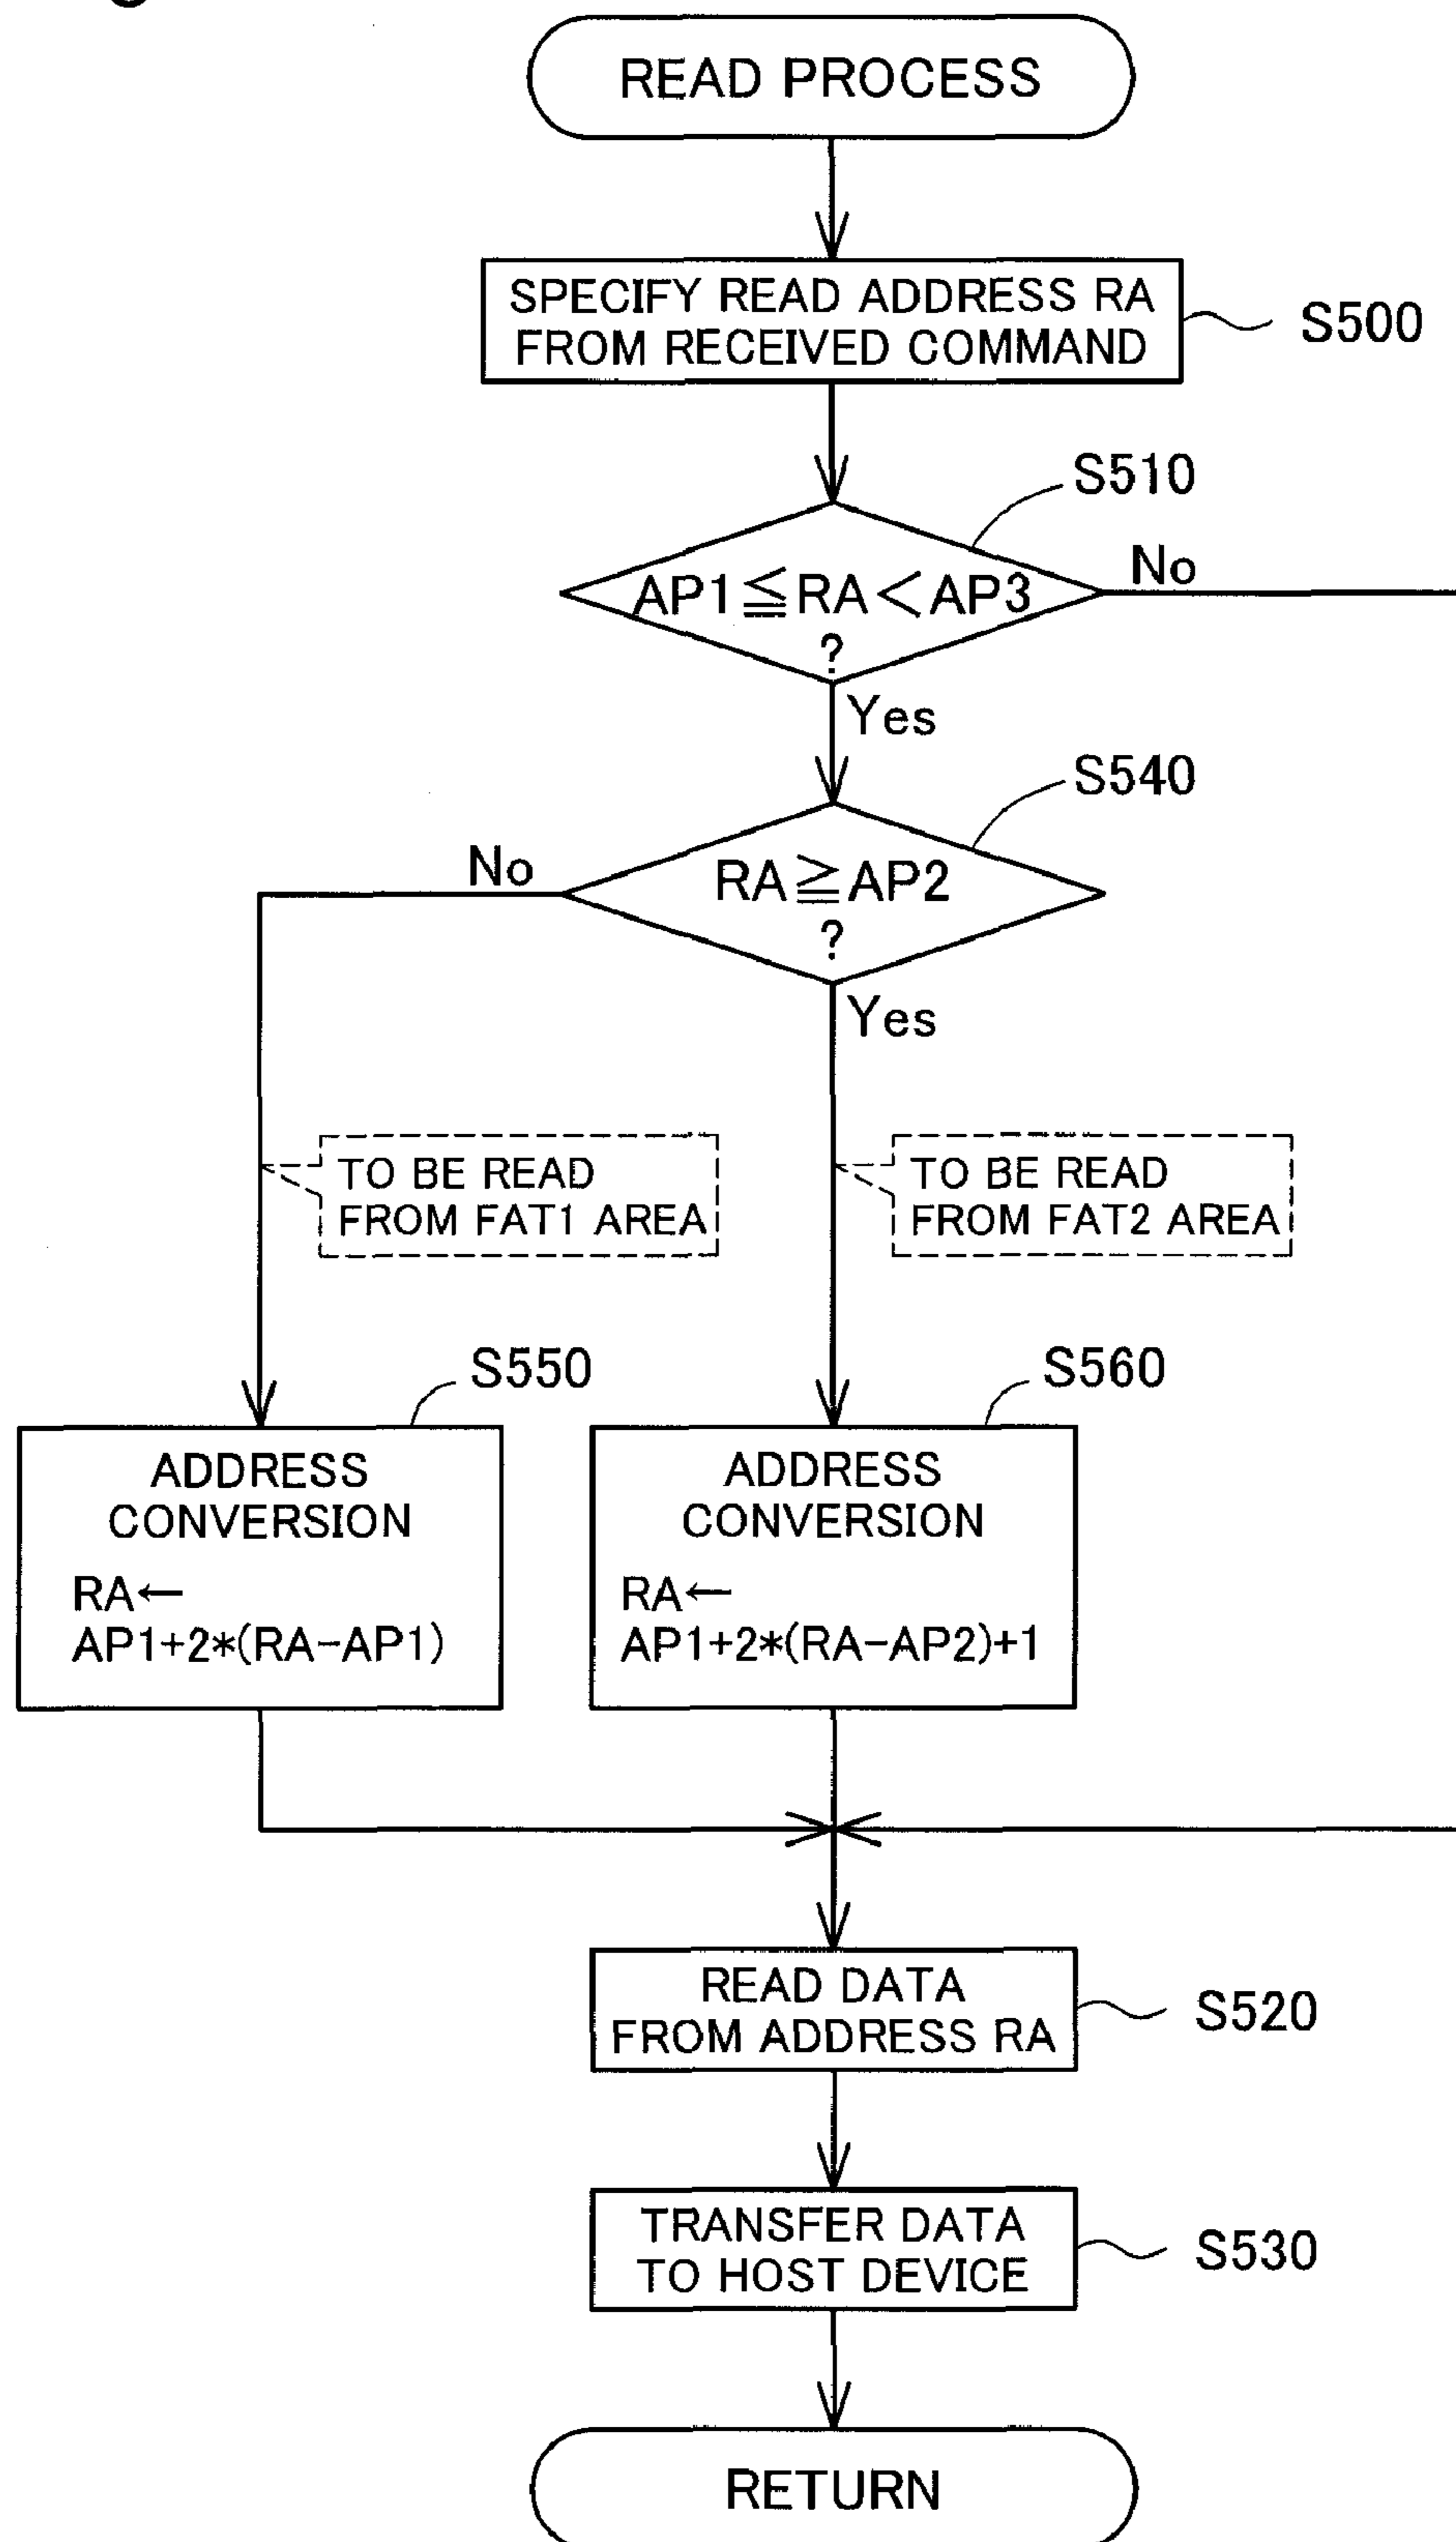 READ PROCESS
SPECIFY READ ADDRESS RA
FROM RECEIVED COMMAND
S500
S510
AP1≦RA<AP3
?
No
Yes
S540
RA≧AP2
?
No
Yes
TO BE READ
FROM FAT1 AREA
TO BE READ
FROM FAT2 AREA
S550
ADDRESS
CONVERSION
RA←
AP1+2*(RA-AP1)
S560
ADDRESS
CONVERSION
RA←
AP1+2*(RA-AP2)+1
READ DATA
FROM ADDRESS RA
S520
TRANSFER DATA
TO HOST DEVICE
S530
RETURN